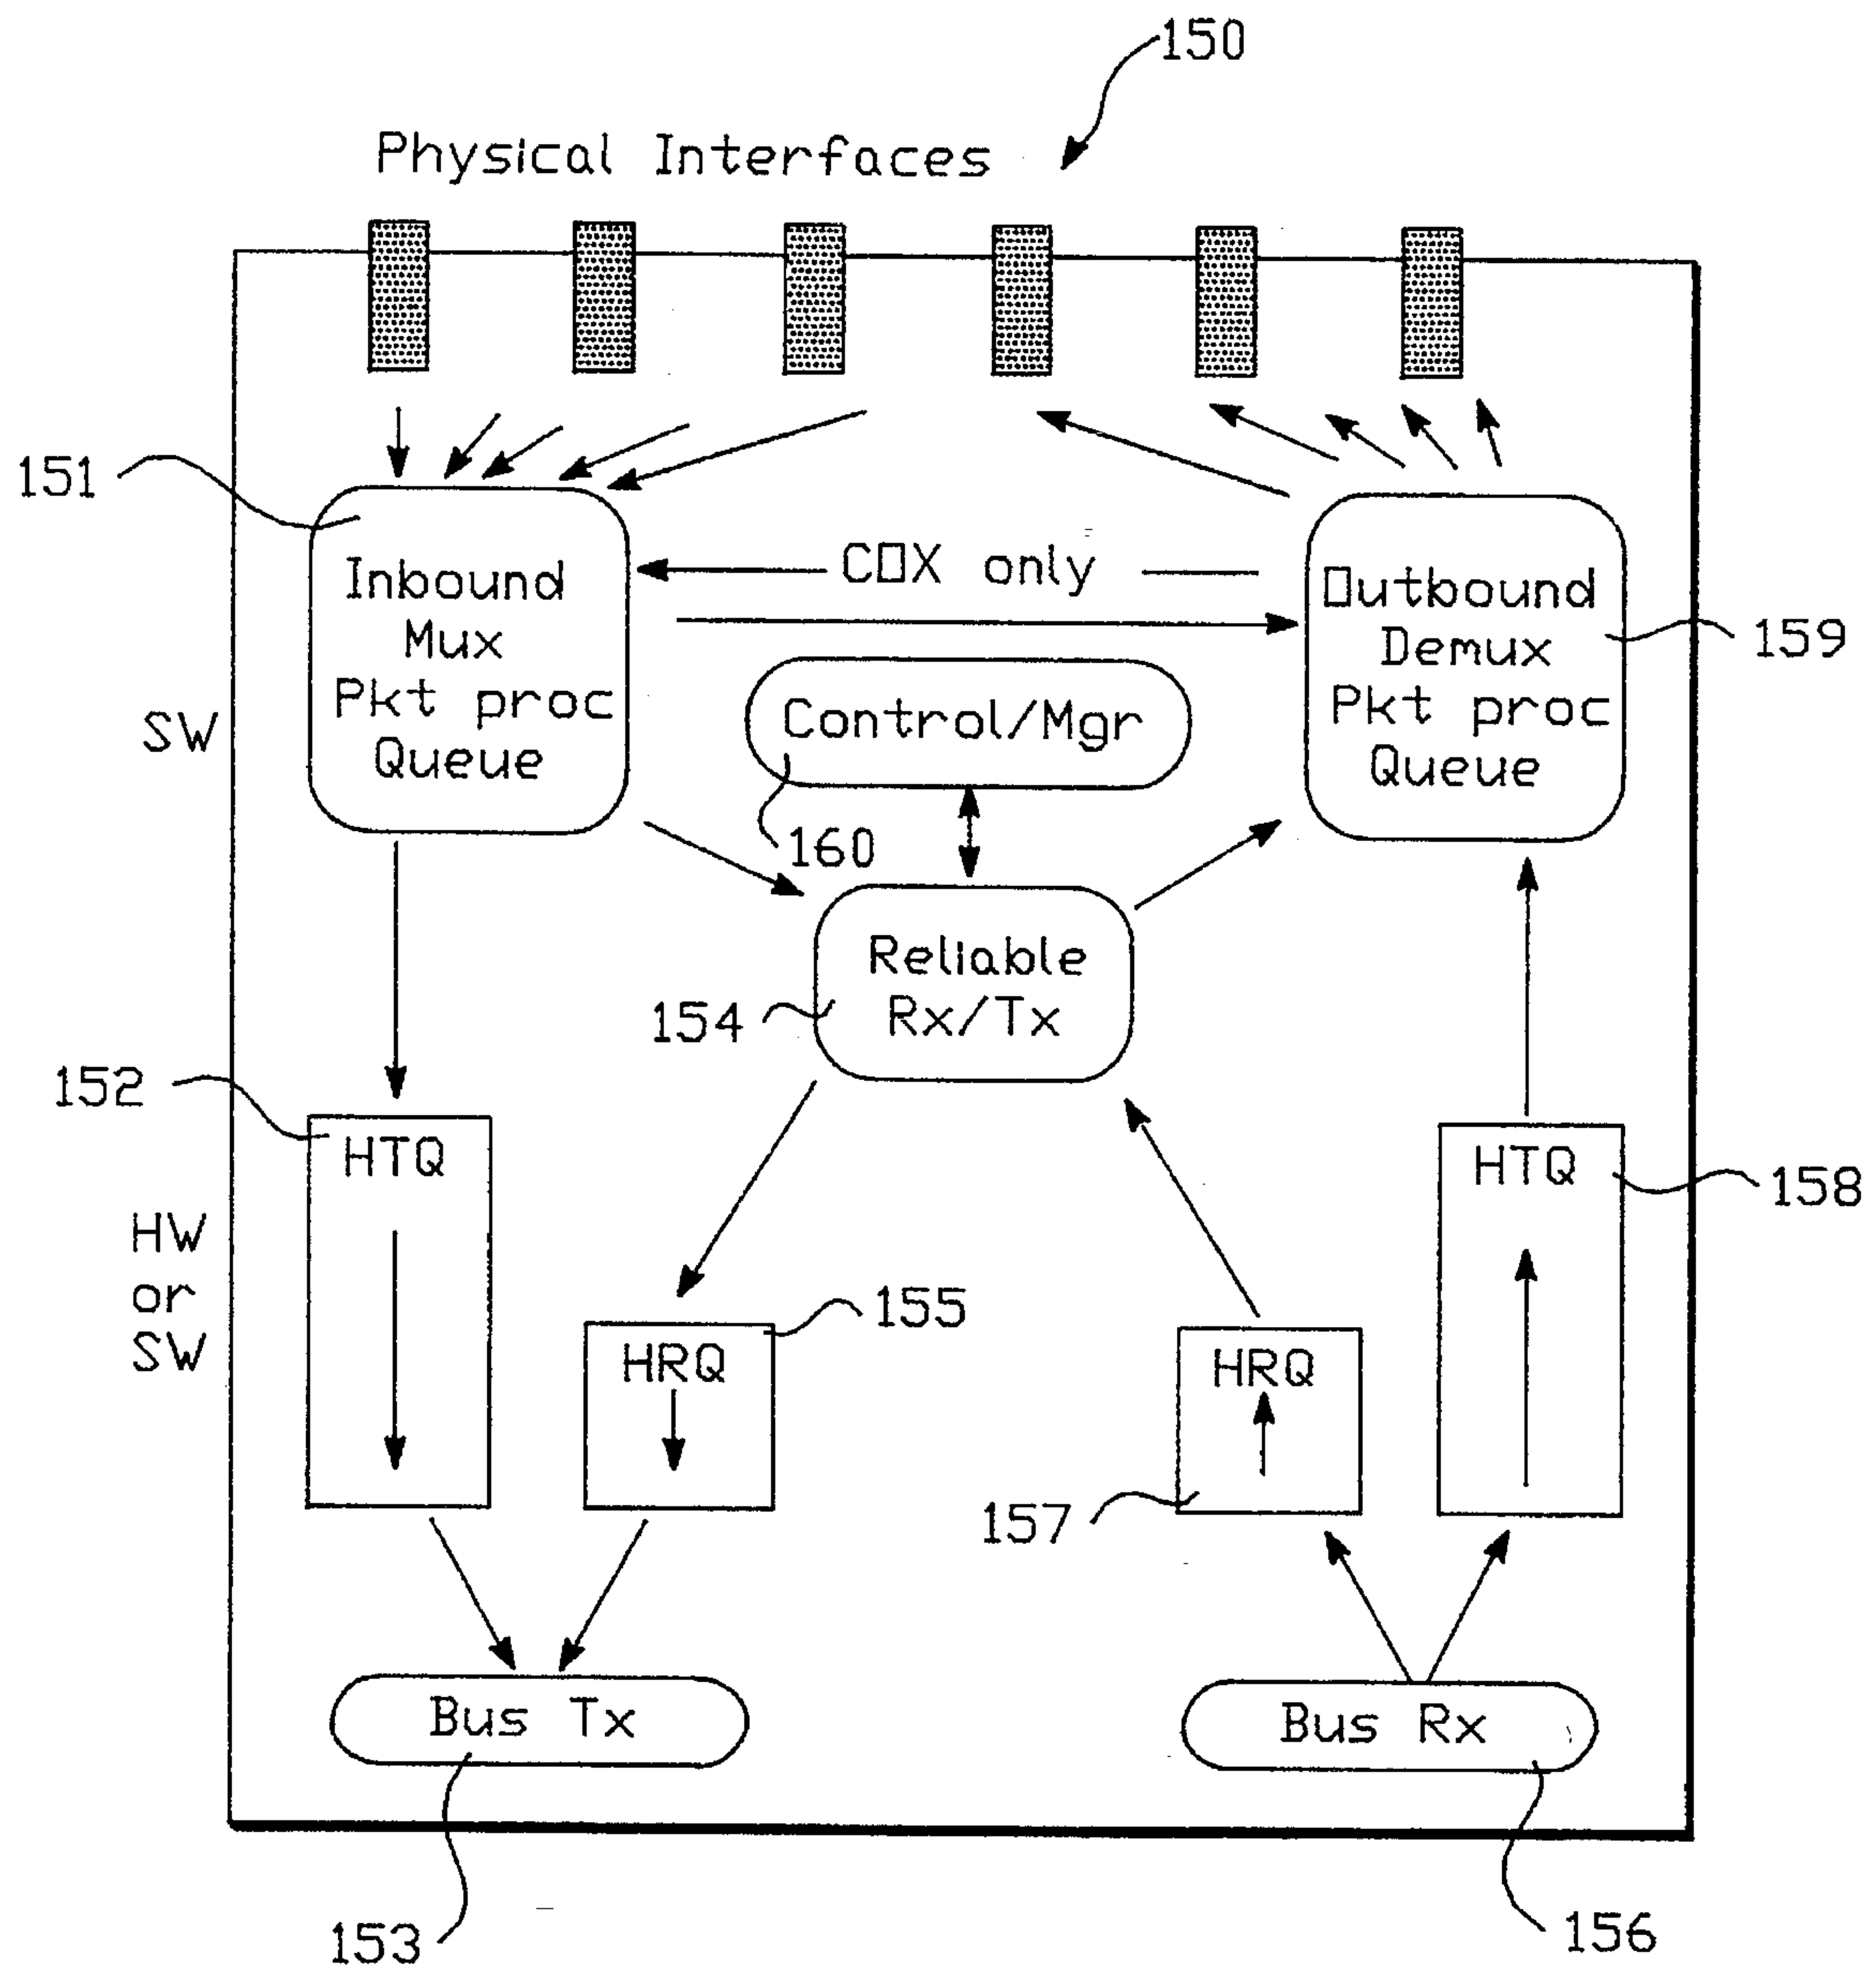 150
Physical Interfaces
151
Inbound
Mux
Pkt proc
Queue
COX only
Outbound
Demux
Pkt proc
Queue
159
SW
Control/Mgr
160
Reliable
Rx/Tx
154
152
HTQ
HTQ
158
HW
or
SW
155
HRQ
HRQ
157
Bus Tx
Bus Rx
153
156